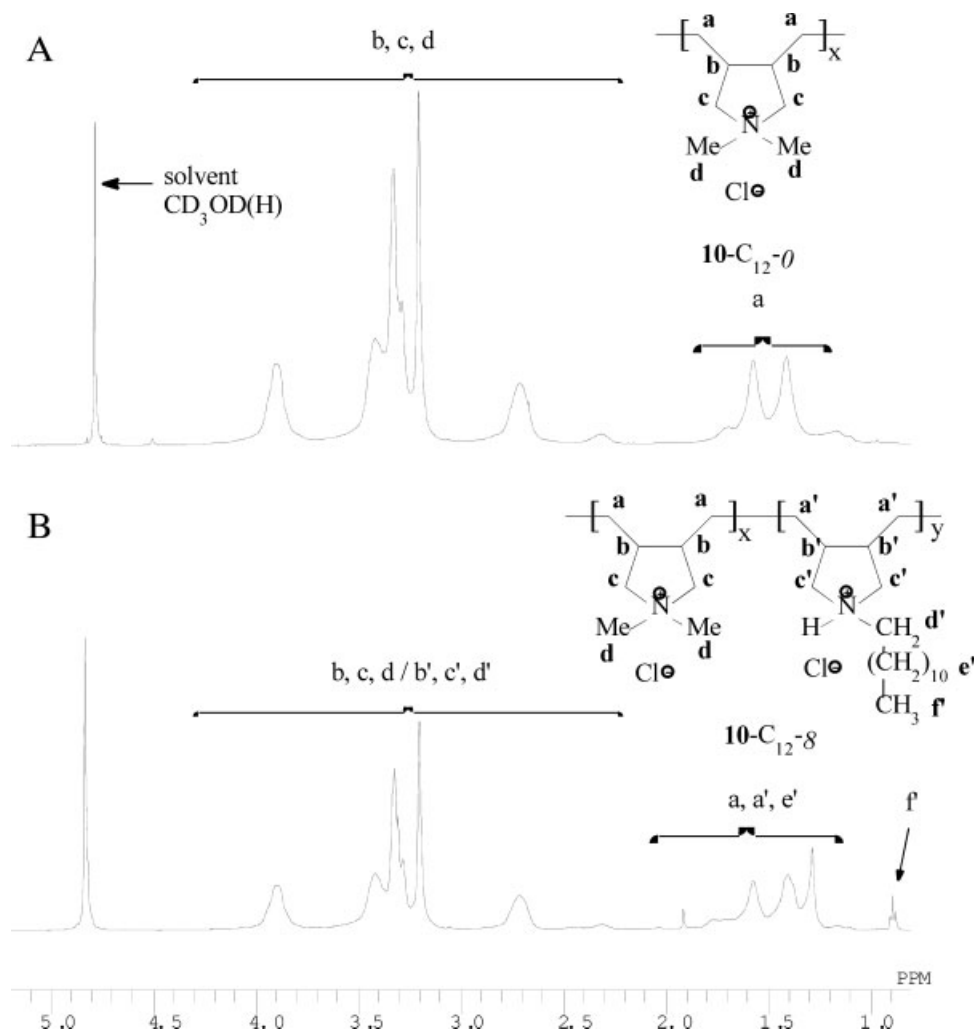 A
b, c, d
a a
b b
c c
x
⊕
N
Me Me
d d
Cl⊖
solvent
CD3OD(H)
10-C12-0
a
B
a a a' a'
x y
b b b' b'
c c c' c'
⊕ ⊕
N N
Me Me H CH2 d'
d d
Cl⊖ Cl⊖ (CH2)10 e'
CH3 f'
b, c, d / b', c', d'
10-C12-8
a, a', e'
f'
PPM
5.0 4.5 4.0 3.5 3.0 2.5 2.0 1.5 1.0